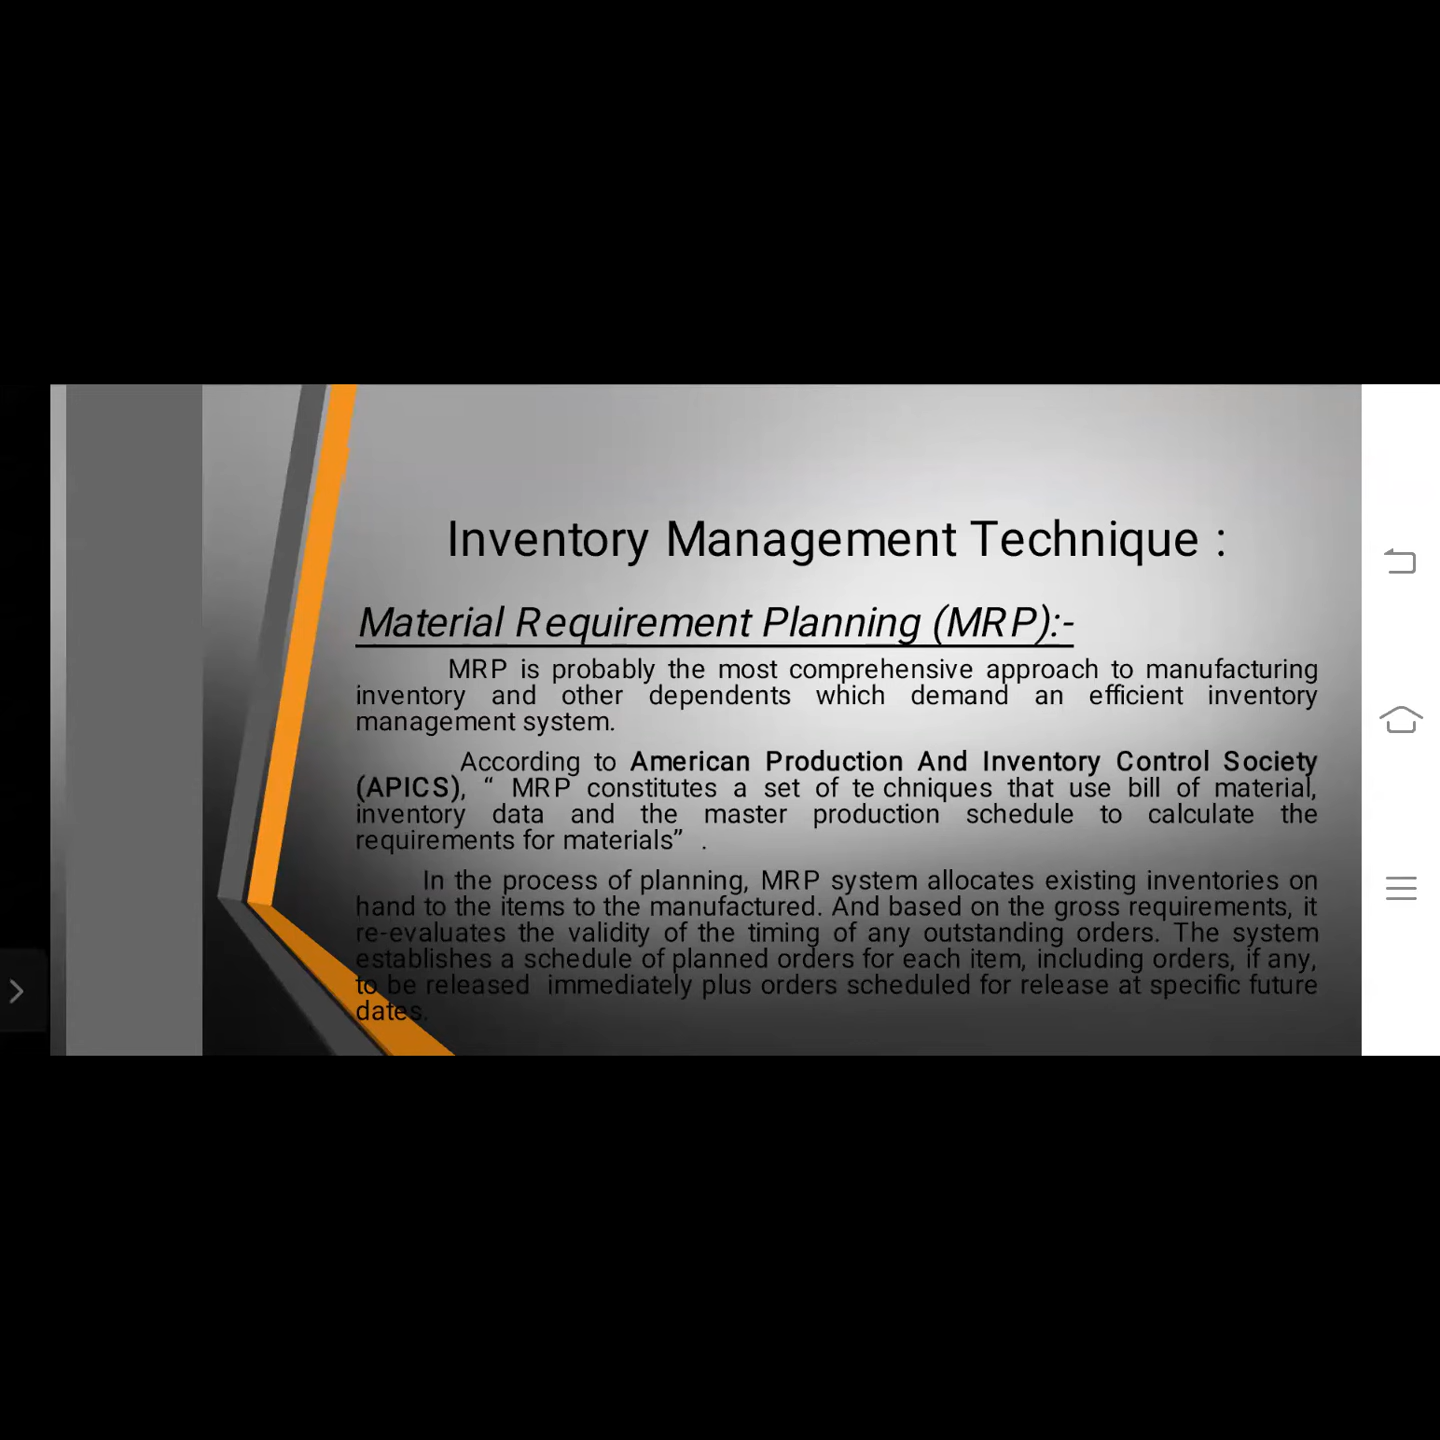 Inventory Management Technique :
Material Requirement Planning (MRP):-
MRP is probably the most comprehensive approach to manufacturing
inventory and other dependents which demand an efficient inventory
management system.
According to American Production And Inventory Control Society
(APICS), “ MRP constitutes a set of te chniques that use bill of material,
inventory data and the master production schedule to calculate the
requirements for materials” .
In the process of planning, MRP system allocates existing inventories on
hand to the items to the manufactured. And based on the gross requirements, it
re-evaluates the validity of the timing of any outstanding orders. The system
establishes a schedule of planned orders for each item, including orders, if any,
to be released immediately plus orders scheduled for release at specific future
dates.